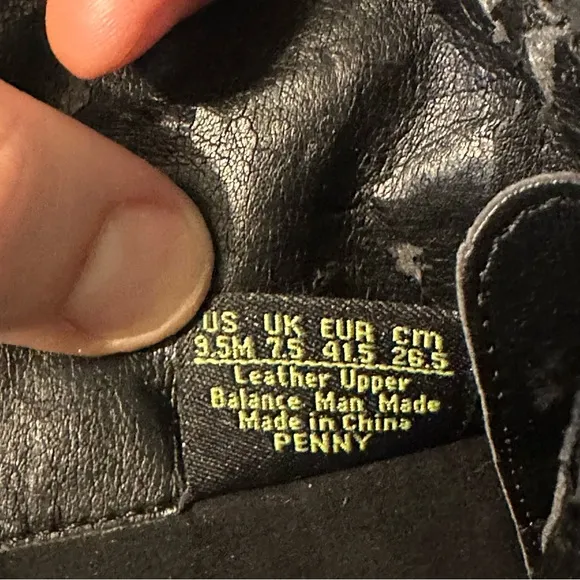 US UK EUR cm
9.5M 7.5 41.5 26.5
Leather Upper
Balance Man Made
Made in China
PENNY